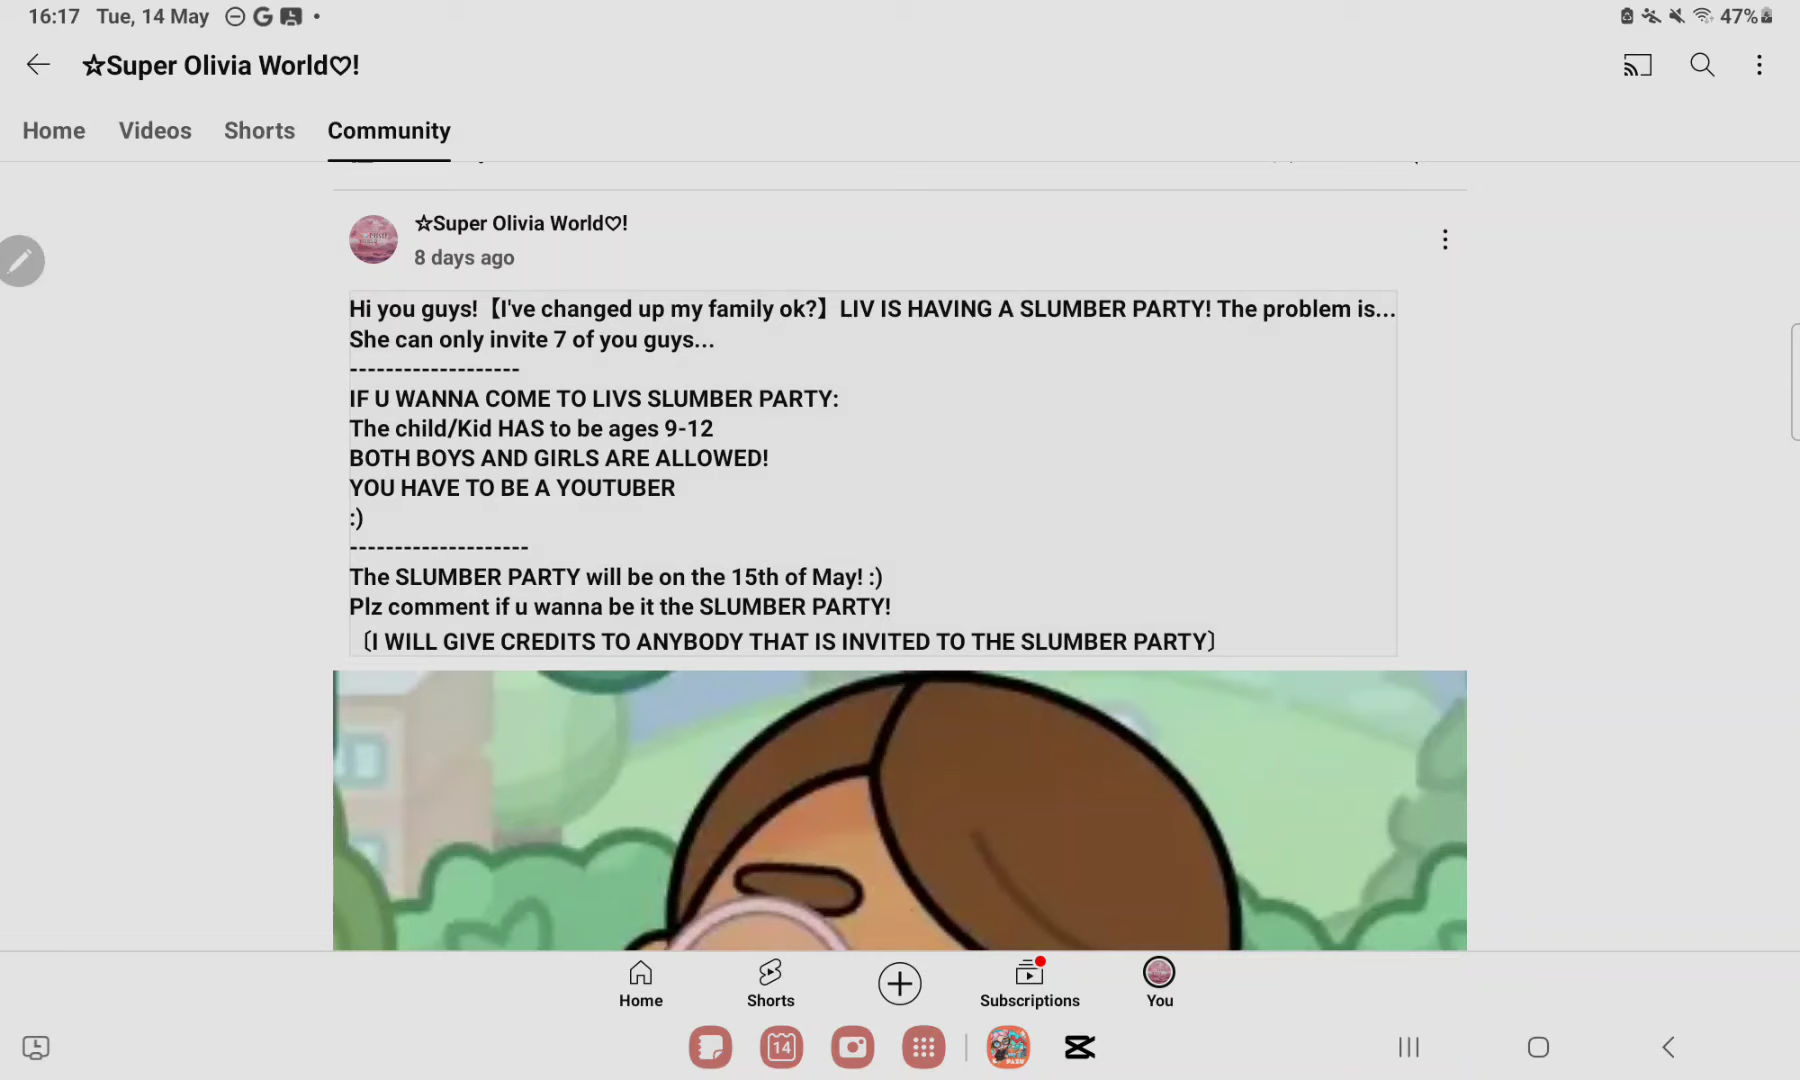 16:17 Tue, 14 May
47%
☆Super Olivia World♡!
Home Videos Shorts Community
☆Super Olivia World♡!
8 days ago
Hi you guys!【I've changed up my family ok?】LIV IS HAVING A SLUMBER PARTY! The problem is...
She can only invite 7 of you guys...
-------------------
IF U WANNA COME TO LIVS SLUMBER PARTY:
The child/Kid HAS to be ages 9-12
BOTH BOYS AND GIRLS ARE ALLOWED!
YOU HAVE TO BE A YOUTUBER
:)
--------------------
The SLUMBER PARTY will be on the 15th of May! :)
Plz comment if u wanna be it the SLUMBER PARTY!
〔I WILL GIVE CREDITS TO ANYBODY THAT IS INVITED TO THE SLUMBER PARTY〕
Home Shorts Subscriptions You
14